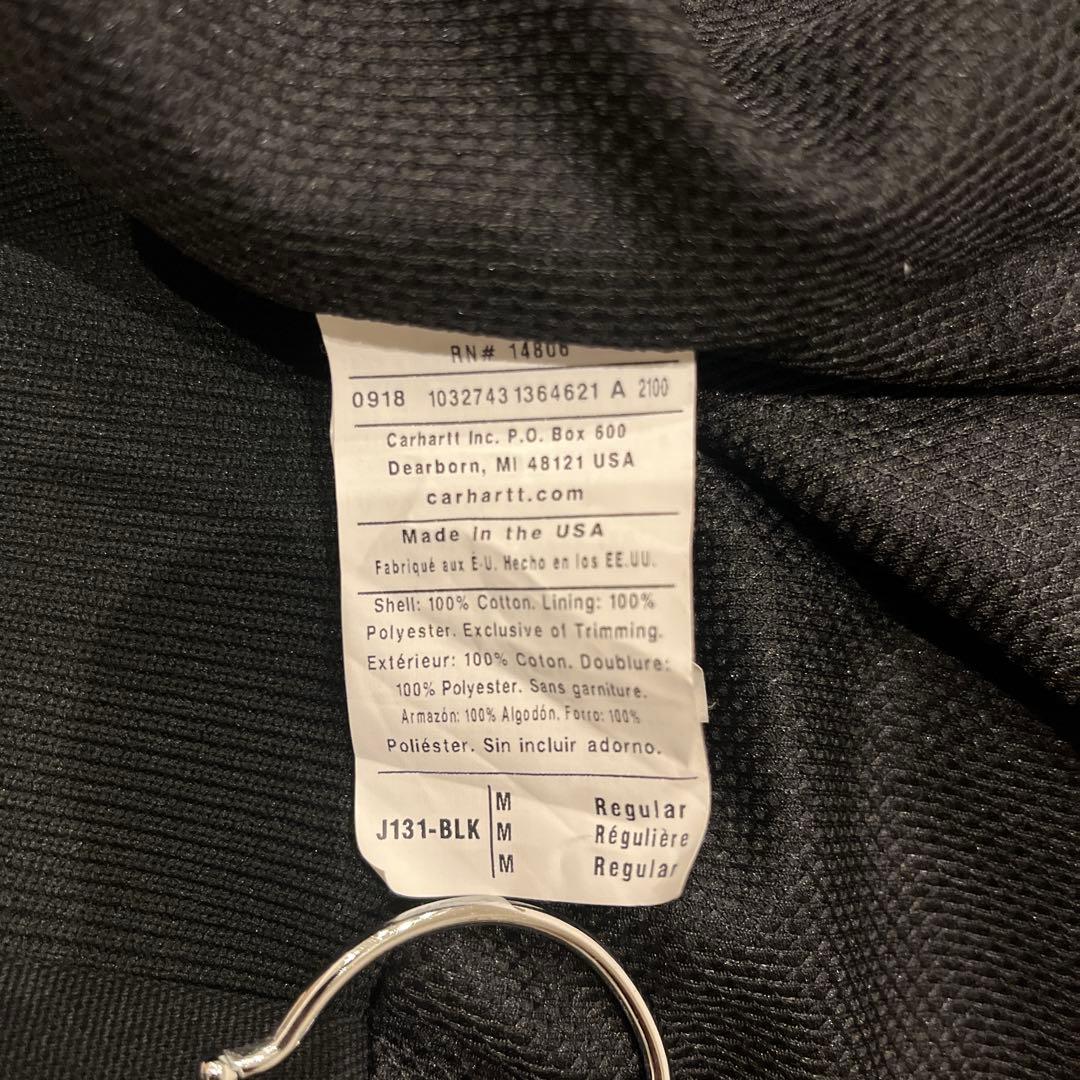 RN# 14806
0918 1032743 1364621 A 2100
Carhartt Inc. P.O. Box 600
Dearborn, MI 48121 USA
carhartt.com
Made in the USA
Fabriqué aux É-U. Hecho en los EE.UU.
Shell: 100% Cotton. Lining: 100%
Polyester. Exclusive of Trimming.
Extérieur: 100% Coton. Doublure:
100% Polyester. Sans garniture.
Armazón: 100% Algodón. Forro: 100%
Poliéster. Sin incluir adorno.
J131-BLK
M Regular
M Régulière
M Regular